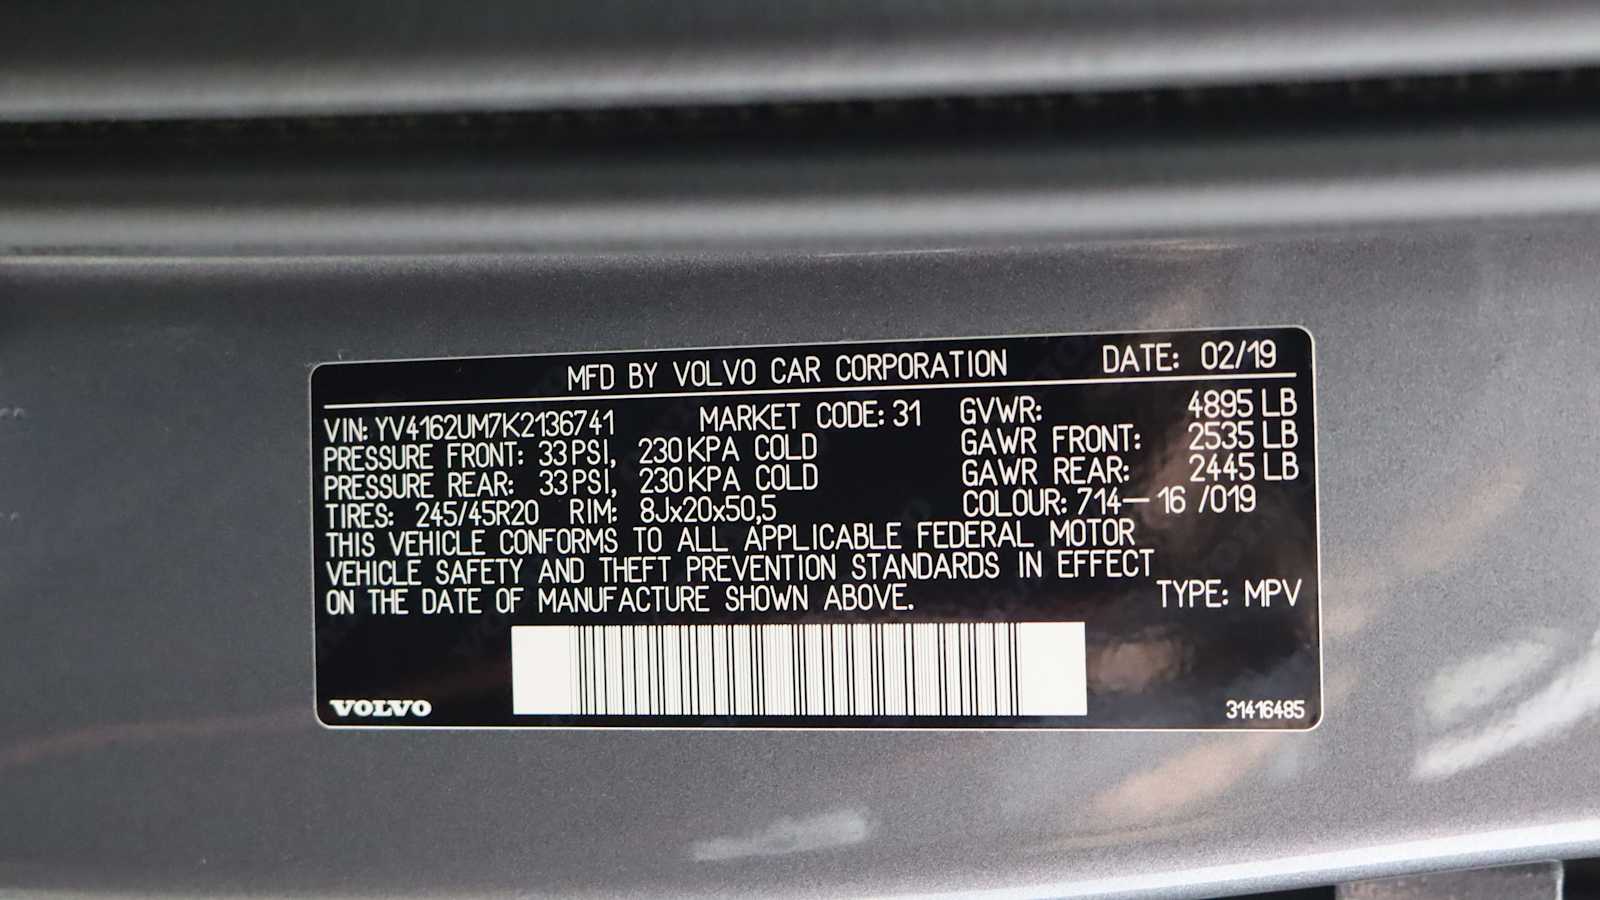 MFD BY VOLVO CAR CORPORATION DATE: 02/19
VIN: YV4162UM7K2136741 MARKET CODE: 31 GVWR: 4895 LB
PRESSURE FRONT: 33 PSI, 230 KPA COLD GAWR FRONT: 2535 LB
PRESSURE REAR: 33 PSI, 230 KPA COLD GAWR REAR: 2445 LB
TIRES: 245/45R20 RIM: 8Jx20x50,5 COLOUR: 714— 16 /019
THIS VEHICLE CONFORMS TO ALL APPLICABLE FEDERAL MOTOR
VEHICLE SAFETY AND THEFT PREVENTION STANDARDS IN EFFECT
ON THE DATE OF MANUFACTURE SHOWN ABOVE. TYPE: MPV
VOLVO 31416485